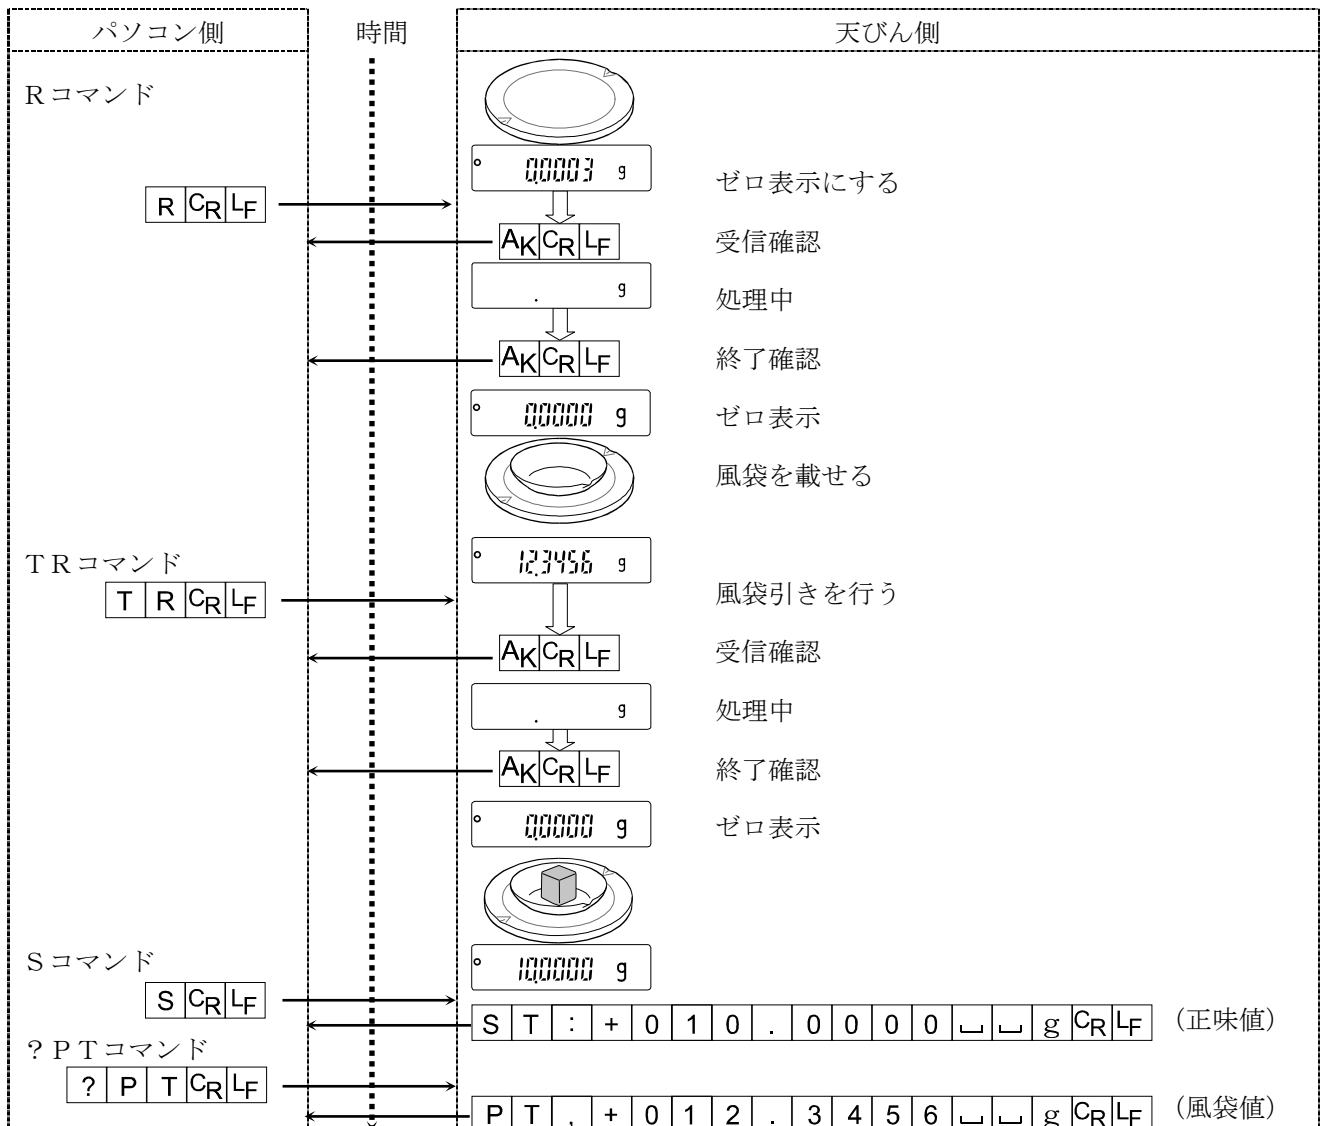 パソコン側 時間 天びん側
Rコマンド
0.0003 g
ゼロ表示にする
R CR LF
AK CR LF 受信確認
. g 処理中
AK CR LF 終了確認
0.0000 g ゼロ表示
風袋を載せる
TRコマンド
12.3456 g
T R CR LF 風袋引きを行う
AK CR LF 受信確認
. g 処理中
AK CR LF 終了確認
0.0000 g ゼロ表示
Sコマンド
10.0000 g
S CR LF
S T : + 0 1 0 . 0 0 0 0 ␣ ␣ g CR LF (正味値)
?PTコマンド
? P T CR LF
P T , + 0 1 2 . 3 4 5 6 ␣ ␣ g CR LF (風袋値)